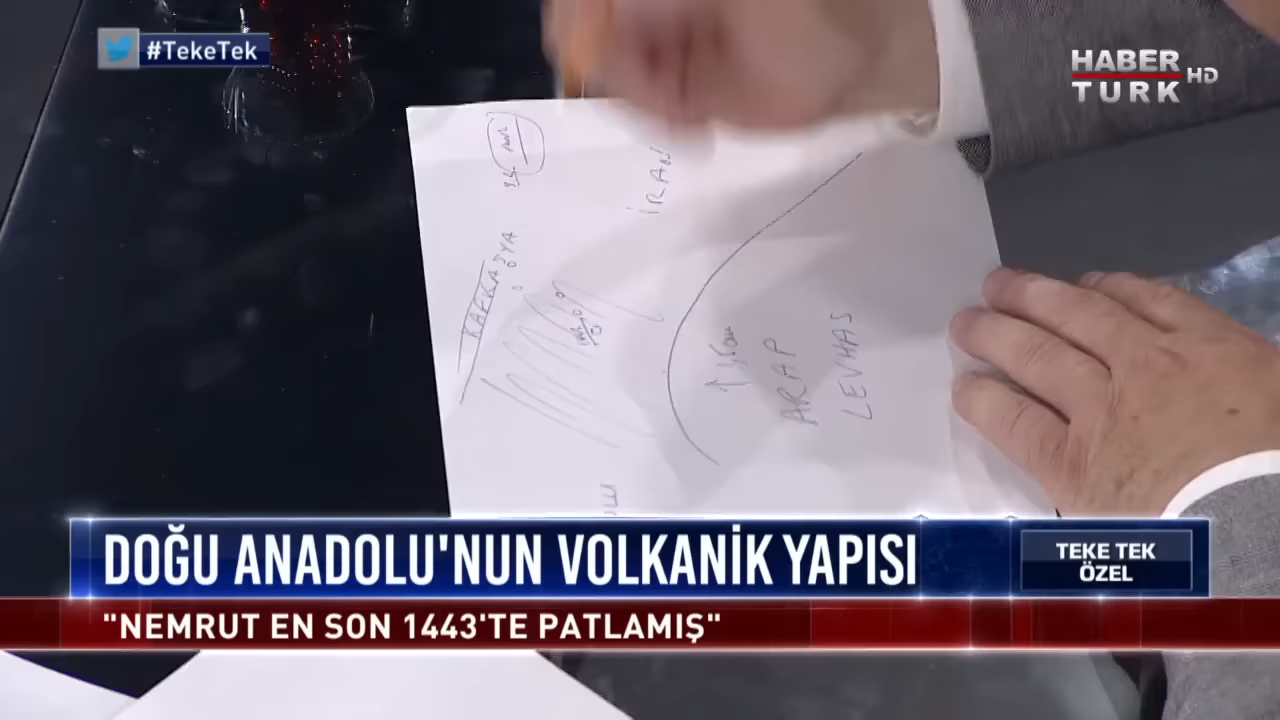 #TekeTek
HABER
TURK HD
İRAN
KAFKASYA
ARAP
LEVHAS
DOĞU ANADOLU'NUN VOLKANİK YAPISI
TEKE TEK
ÖZEL
"NEMRUT EN SON 1443'TE PATLAMIŞ"